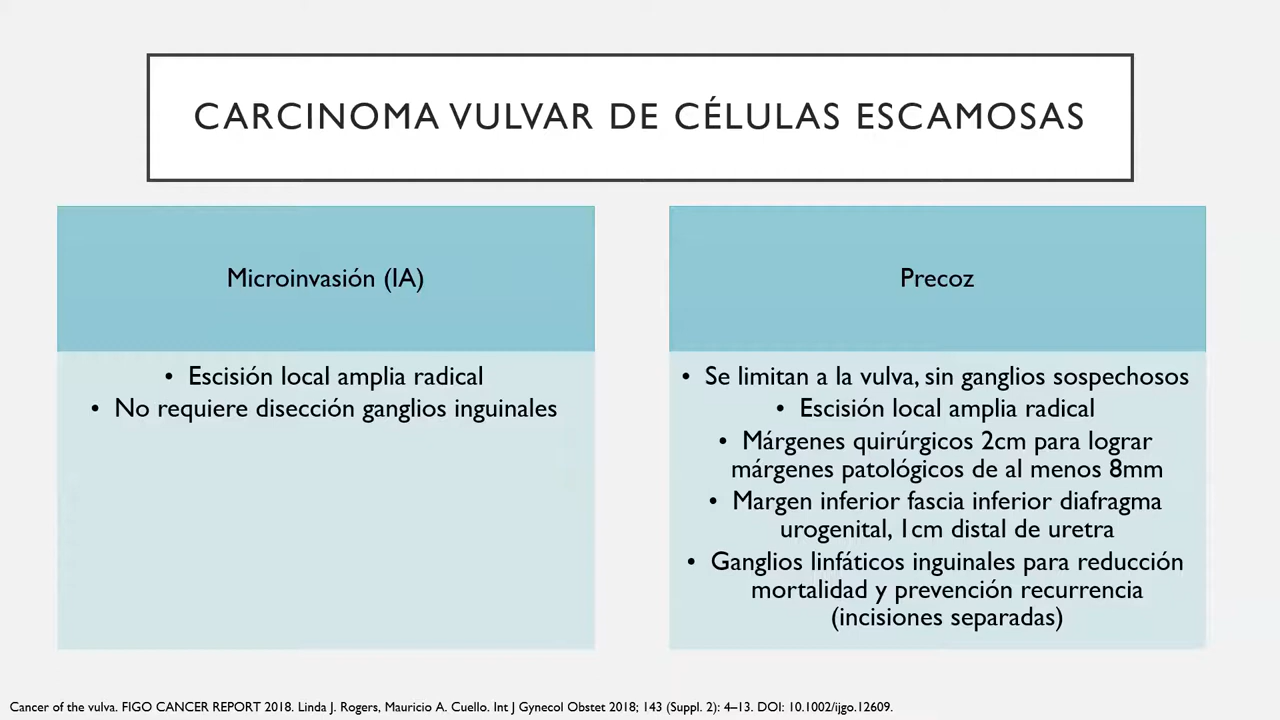 CARCINOMA VULVAR DE CÉLULAS ESCAMOSAS
Microinvasión (IA)
• Escisión local amplia radical
• No requiere disección ganglios inguinales
Precoz
• Se limitan a la vulva, sin ganglios sospechosos
• Escisión local amplia radical
• Márgenes quirúrgicos 2cm para lograr
márgenes patológicos de al menos 8mm
• Margen inferior fascia inferior diafragma
urogenital, 1cm distal de uretra
• Ganglios linfáticos inguinales para reducción
mortalidad y prevención recurrencia
(incisiones separadas)
Cancer of the vulva. FIGO CANCER REPORT 2018. Linda J. Rogers, Mauricio A. Cuello. Int J Gynecol Obstet 2018; 143 (Suppl. 2): 4–13. DOI: 10.1002/ijgo.12609.